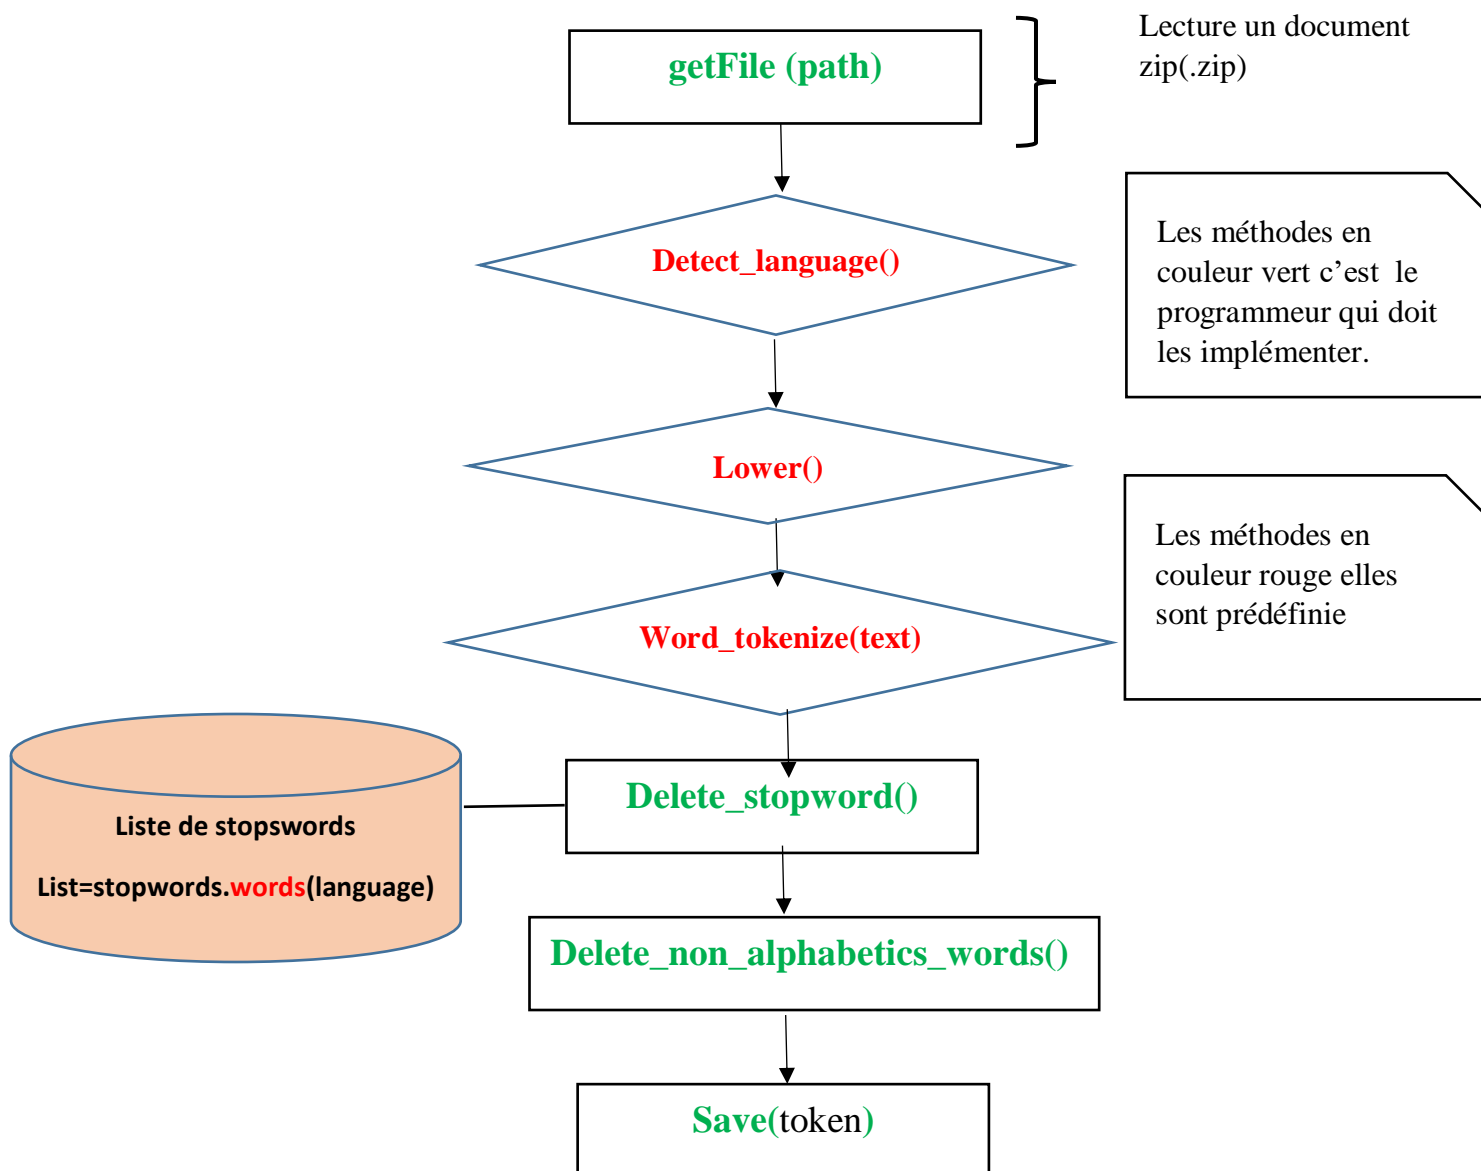 getFile (path)
Lecture un document
zip(.zip)
Detect_language()
Les méthodes en
couleur vert c’est  le
programmeur qui doit
les implémenter.
Lower()
Les méthodes en
couleur rouge elles
sont prédéfinie
Word_tokenize(text)
Liste de stopswords
List=stopwords.words(language)
Delete_stopword()
Delete_non_alphabetics_words()
Save(token)